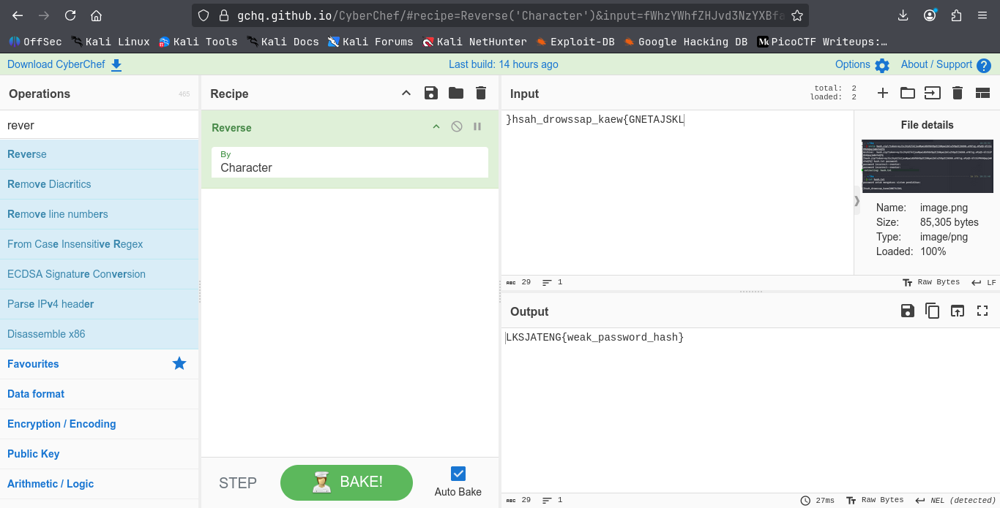 gchq.github.io/CyberChef/#recipe=Reverse('Character')&input=fWhzYWhfZHJvd3NzYXBfa
OffSec
Kali Linux
Kali Tools
Kali Docs
Kali Forums
Kali NetHunter
Exploit-DB
Google Hacking DB
PicoCTF Writeups:…
Download CyberChef
Last build: 14 hours ago
Options
About / Support
Operations
465
rever
Reverse
Remove Diacritics
Remove line numbers
From Case Insensitive Regex
ECDSA Signature Conversion
Parse IPv4 header
Disassemble x86
Favourites
Data format
Encryption / Encoding
Public Key
Arithmetic / Logic
Recipe
Reverse
By
Character
STEP
BAKE!
Auto Bake
Input
total: 2
loaded: 2
}hsah_drowssap_kaew{GNETAJSKL
File details
Name: image.png
Size: 85,305 bytes
Type: image/png
Loaded: 100%
ABC 29
1
Raw Bytes
LF
Output
LKSJATENG{weak_password_hash}
ABC 29
1
27ms
Raw Bytes
NEL (detected)